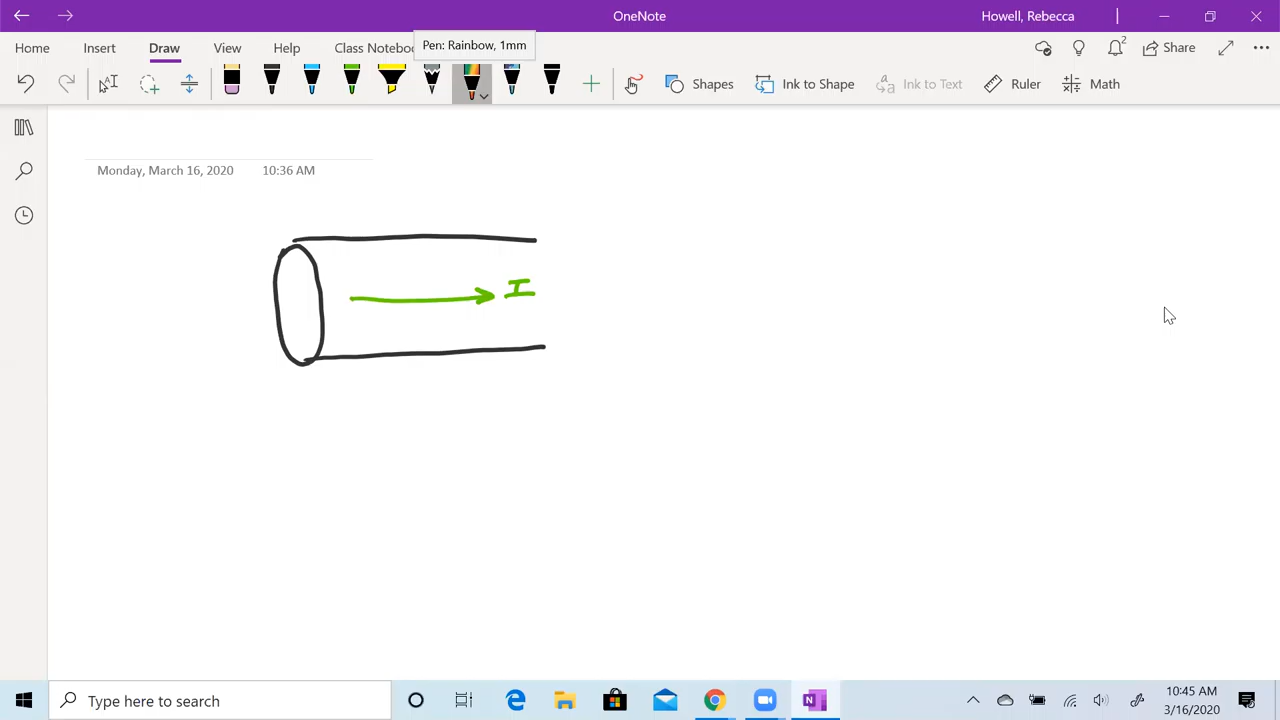 OneNote
Howell, Rebecca
Home
Insert
Draw
View
Help
Class Notebo
Pen: Rainbow, 1mm
2
Share
Shapes
Ink to Shape
Ink to Text
Ruler
Math
Monday, March 16, 2020 10:36 AM
I
Type here to search
10:45 AM
3/16/2020